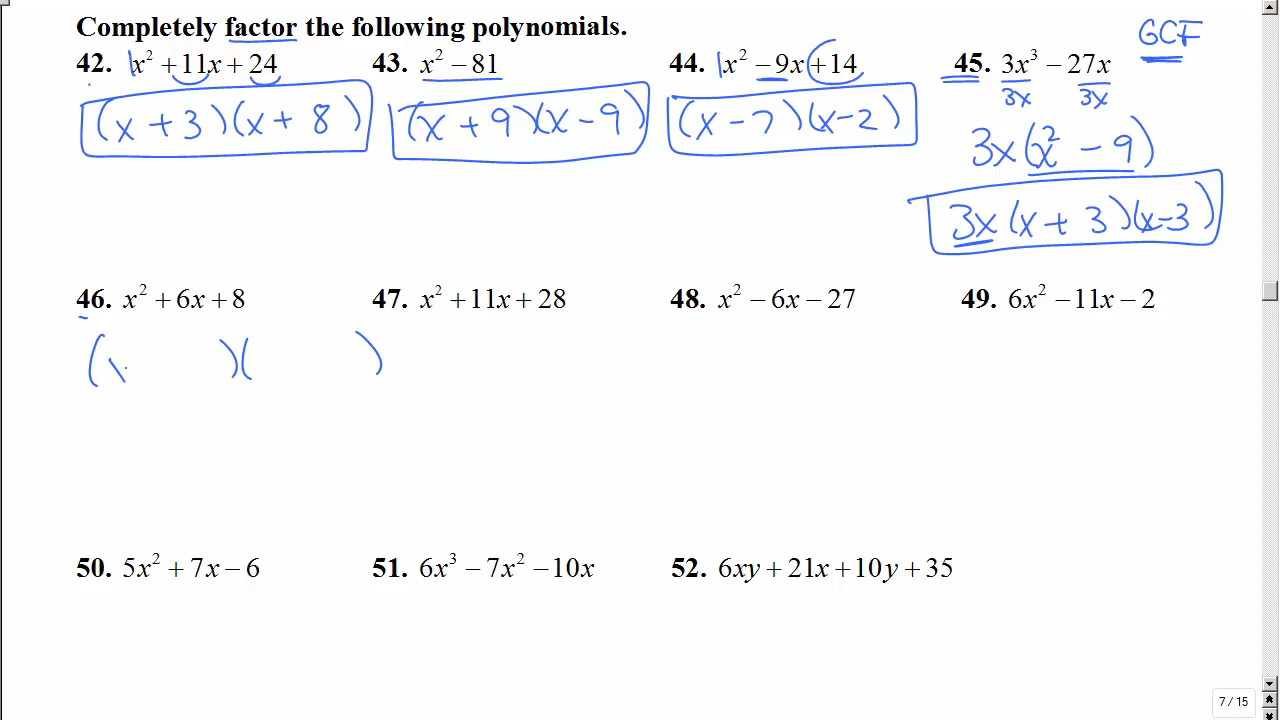 Completely factor the following polynomials.
GCF
42. 1x² + 11x + 24 43. x² − 81 44. 1x² − 9x + 14 45. 3x³ − 27x
3x 3x
(x + 3)(x + 8) (x + 9)(x − 9) (x − 7)(x − 2)
3x(x² − 9)
3x(x + 3)(x − 3)
46. x² + 6x + 8 47. x² + 11x + 28 48. x² − 6x − 27 49. 6x² − 11x − 2
( )( )
50. 5x² + 7x − 6 51. 6x³ − 7x² − 10x 52. 6xy + 21x + 10y + 35
7 / 15